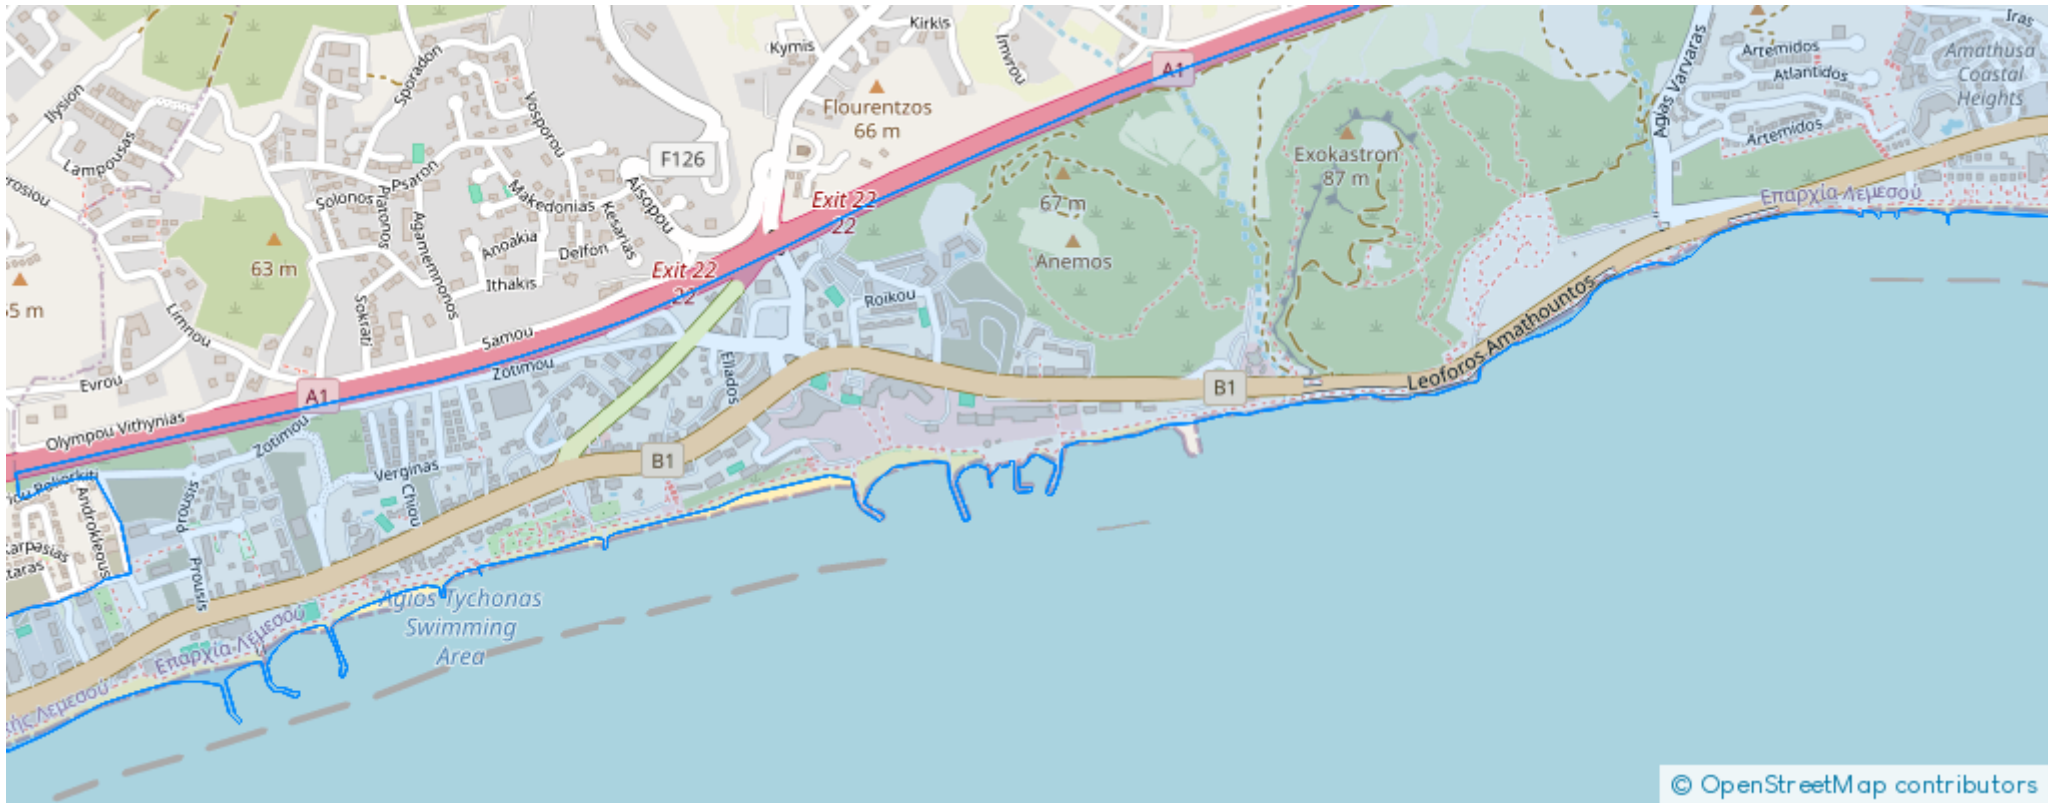 Kirkis
Iras
Kymis
Imvrou
Artemidos
Amathusa
Coastal
Heights
A1
Sporadon
Atlantidos
Ilysion
Flourentzos
66 m
Agias Varvaras
Vosporou
Artemidos
Lampousas
F126
Exokastron
87 m
Psaron
Makedonias
Aisopou
Solonos
Platonos
Exit 22
22
67 m
Επαρχία Λεμεσού
Agamemnonos
Kesarias
Anoakia
Delfon
63 m
Anemos
Exit 22
22
Ithakis
Roikou
Limnou
Sokrati
Samou
Leoforos Amathountos
Zotimou
Eliados
Evrou
A1
B1
Olympou Vithynias
Zotimou
B1
Verginas
Chiou
Prousis
Androkleous
Karpasias
Prousis
Agios Tychonas
Swimming
Area
Επαρχία Λεμεσού
Λεμεσού
© OpenStreetMap contributors